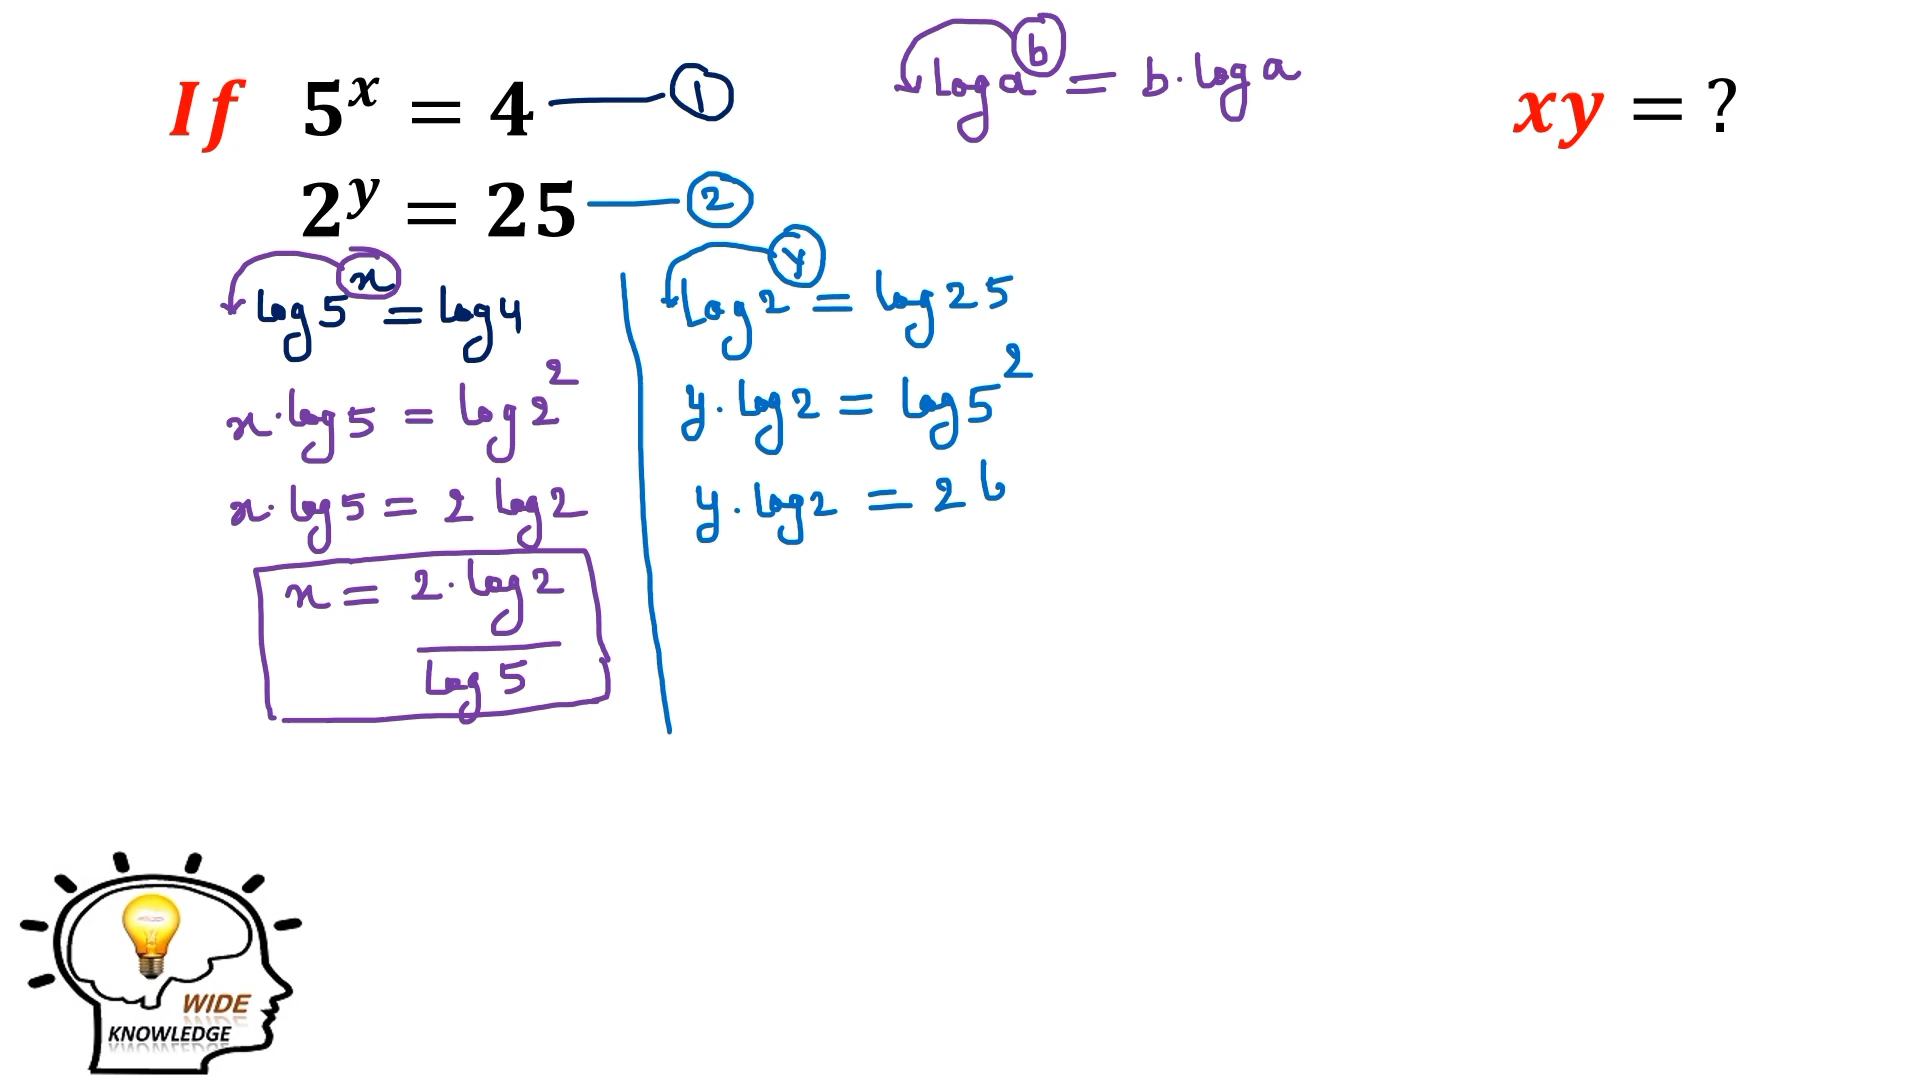 If 5^x = 4 — ①
2^y = 25 — ②
log a^b = b · log a
xy = ?
log 5^x = log 4
x · log 5 = log 2^2
x · log 5 = 2 log 2
x = 2 · log 2 / log 5
log 2^y = log 25
y · log 2 = log 5^2
y · log 2 = 2 l
WIDE
KNOWLEDGE